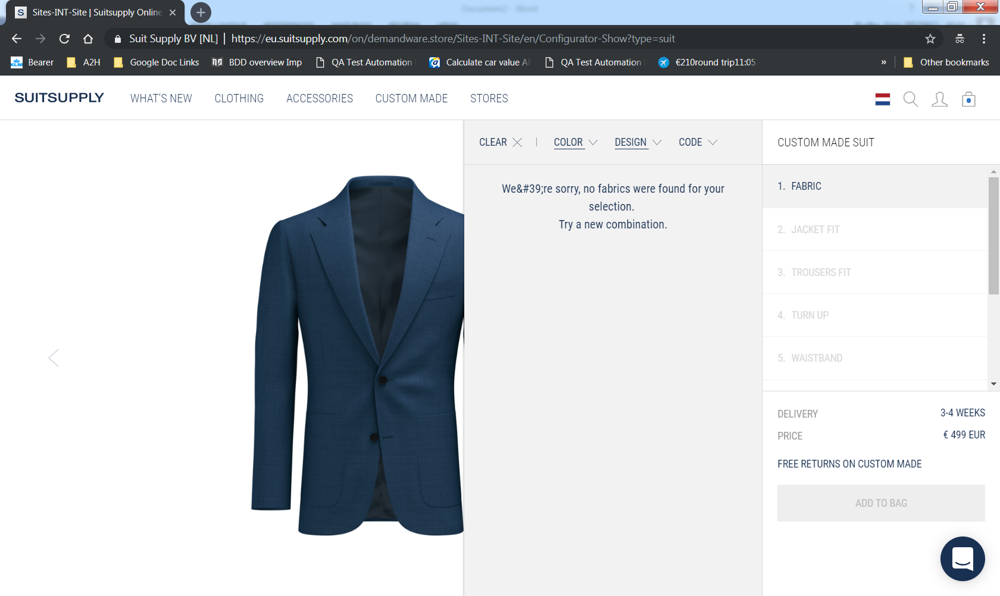 S Sites-INT-Site | Suitsupply Online
Suit Supply BV [NL] | https://eu.suitsupply.com/on/demandware.store/Sites-INT-Site/en/Configurator-Show?type=suit
KLM Bearer A2H Google Doc Links BDD overview Imp QA Test Automation Calculate car value QA Test Automation €210round trip11:05 » Other bookmarks
SUITSUPPLY WHAT'S NEW CLOTHING ACCESSORIES CUSTOM MADE STORES
CLEAR COLOR DESIGN CODE
We&#39;re sorry, no fabrics were found for your
selection.
Try a new combination.
CUSTOM MADE SUIT
1. FABRIC
2. JACKET FIT
3. TROUSERS FIT
4. TURN UP
5. WAISTBAND
DELIVERY 3-4 WEEKS
PRICE € 499 EUR
FREE RETURNS ON CUSTOM MADE
ADD TO BAG